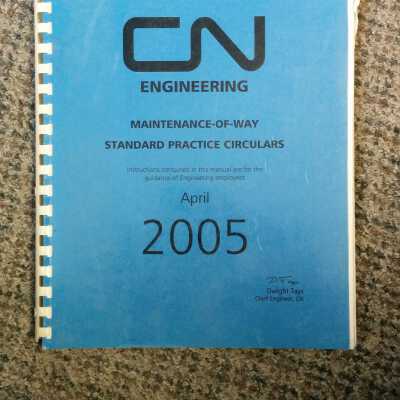 CN
ENGINEERING
MAINTENANCE-OF-WAY
STANDARD PRACTICE CIRCULARS
Instructions contained in this manual are for the
guidance of Engineering employees
April
2005
Dwight Tays
Chief Engineer, CN